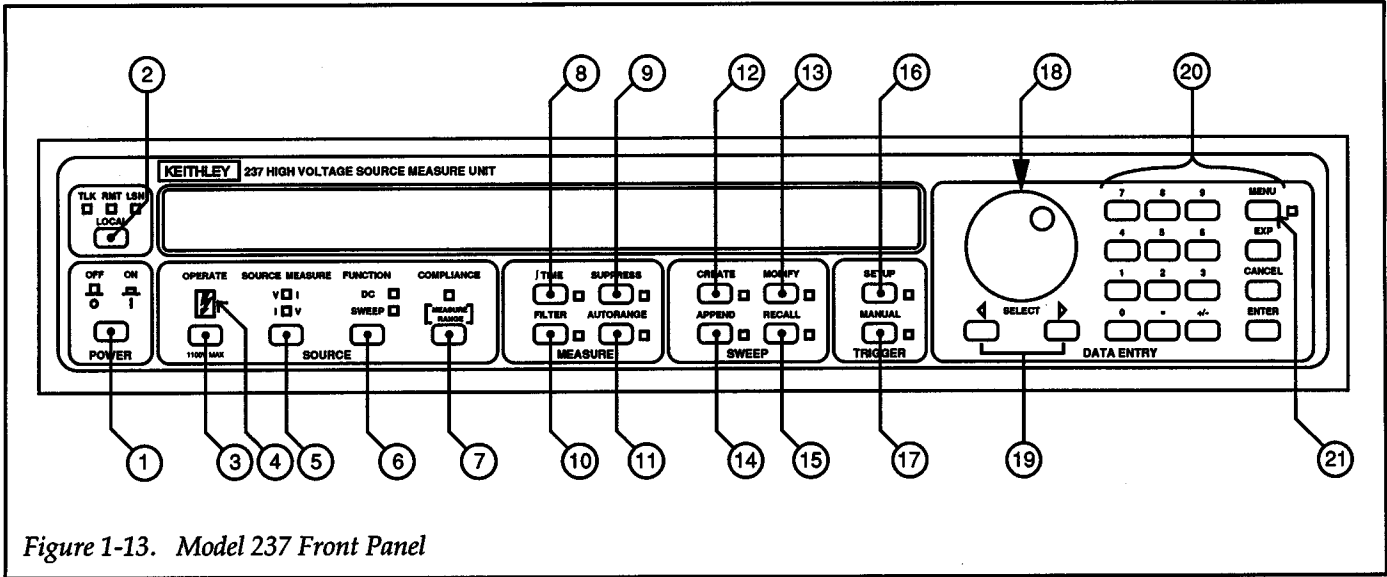 2 8 9 12 13 16 18 20
KEITHLEY 237 HIGH VOLTAGE SOURCE MEASURE UNIT
TLK RMT LSN
LOCAL
OFF ON
O I
POWER
OPERATE SOURCE MEASURE FUNCTION COMPLIANCE
V I DC
I V SWEEP
MEASURE
RANGE
1100V MAX
SOURCE
∫ TIME SUPPRESS
FILTER AUTORANGE
MEASURE
CREATE MODIFY
APPEND RECALL
SWEEP
SETUP
MANUAL
TRIGGER
SELECT
7 8 9 MENU
4 5 6 EXP
1 2 3 CANCEL
0 +/- ENTER
DATA ENTRY
1 3 4 5 6 7 10 11 14 15 17 19 21
Figure 1-13. Model 237 Front Panel